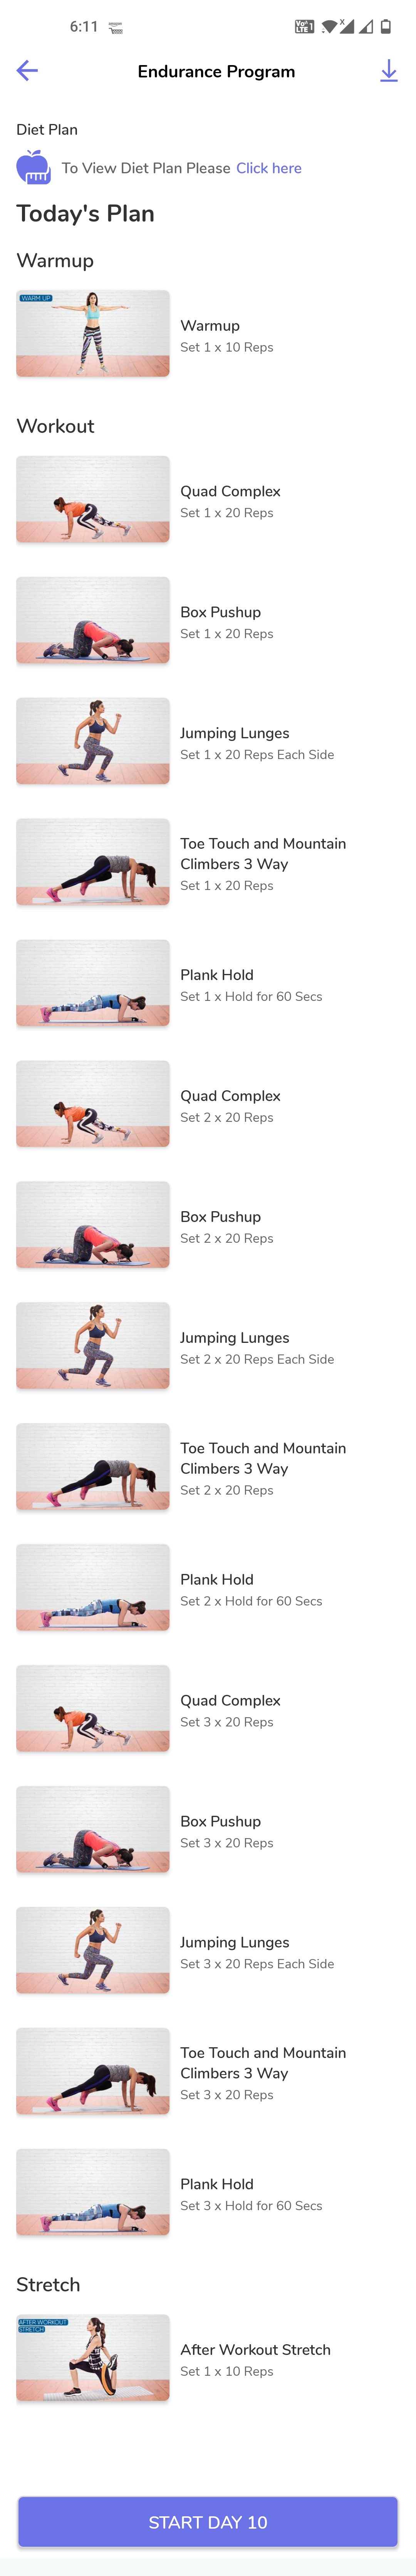 6:11
Endurance Program
Diet Plan
To View Diet Plan Please Click here
Today's Plan
Warmup
WARM UP
Warmup
Set 1 x 10 Reps
Workout
Quad Complex
Set 1 x 20 Reps
Box Pushup
Set 1 x 20 Reps
Jumping Lunges
Set 1 x 20 Reps Each Side
Toe Touch and Mountain
Climbers 3 Way
Set 1 x 20 Reps
Plank Hold
Set 1 x Hold for 60 Secs
Quad Complex
Set 2 x 20 Reps
Box Pushup
Set 2 x 20 Reps
Jumping Lunges
Set 2 x 20 Reps Each Side
Toe Touch and Mountain
Climbers 3 Way
Set 2 x 20 Reps
Plank Hold
Set 2 x Hold for 60 Secs
Quad Complex
Set 3 x 20 Reps
Box Pushup
Set 3 x 20 Reps
Jumping Lunges
Set 3 x 20 Reps Each Side
Toe Touch and Mountain
Climbers 3 Way
Set 3 x 20 Reps
Plank Hold
Set 3 x Hold for 60 Secs
Stretch
AFTER WORKOUT
STRETCH
After Workout Stretch
Set 1 x 10 Reps
START DAY 10